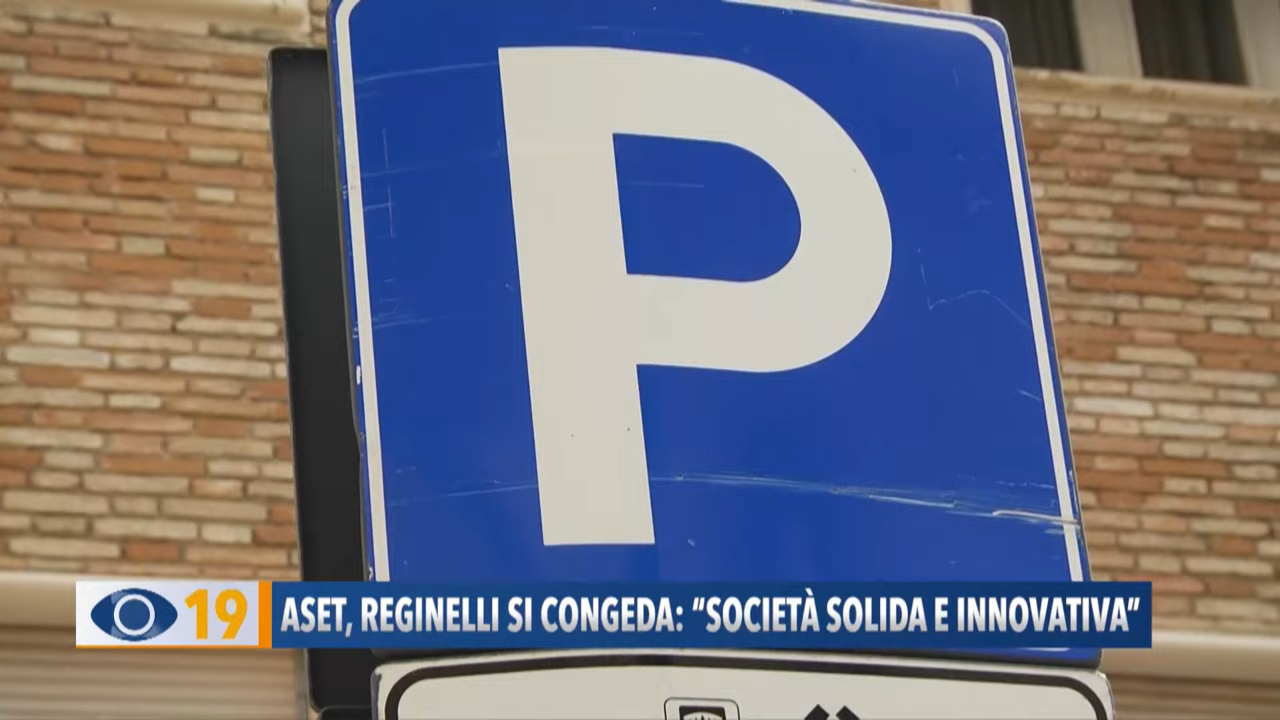 P
19
ASET, REGINELLI SI CONGEDA: “SOCIETÀ SOLIDA E INNOVATIVA”